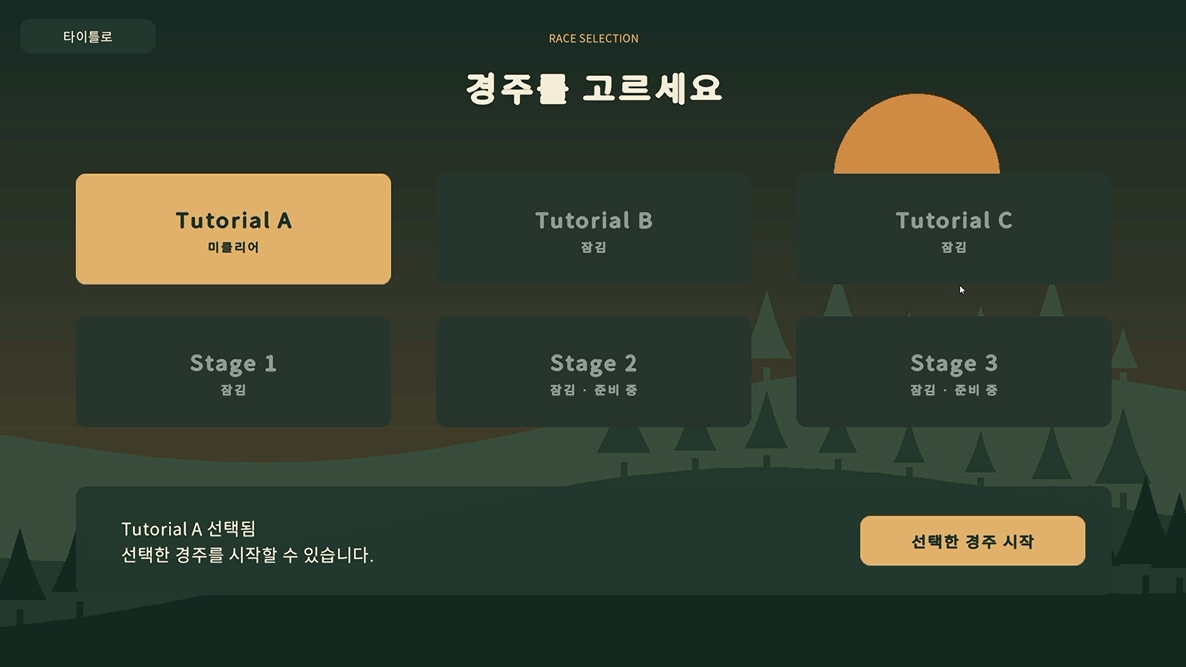 타이틀로
RACE SELECTION
경주를 고르세요
Tutorial A
미클리어
Tutorial B
잠김
Tutorial C
잠김
Stage 1
잠김
Stage 2
잠김 · 준비 중
Stage 3
잠김 · 준비 중
Tutorial A 선택됨
선택한 경주를 시작할 수 있습니다.
선택한 경주 시작